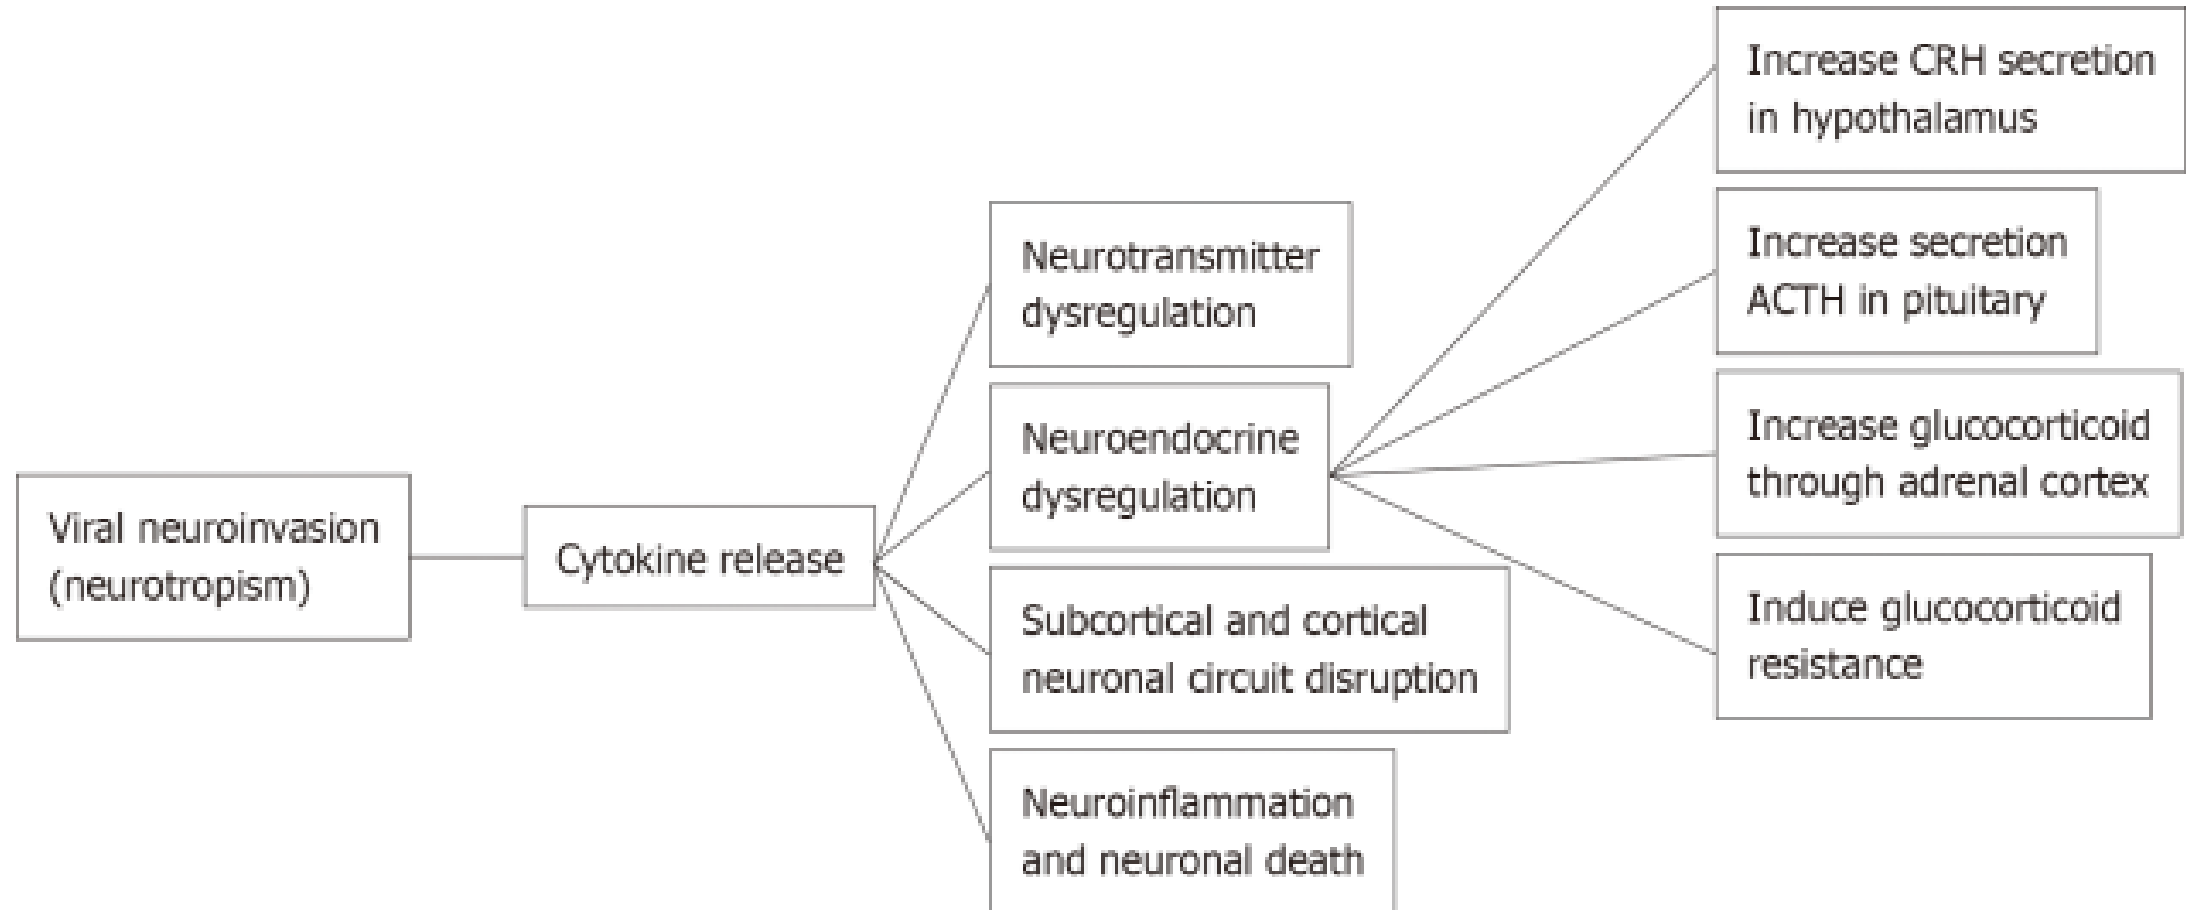 Viral neuroinvasion
(neurotropism)
Cytokine release
Neurotransmitter
dysregulation
Neuroendocrine
dysregulation
Subcortical and cortical
neuronal circuit disruption
Neuroinflammation
and neuronal death
Increase CRH secretion
in hypothalamus
Increase secretion
ACTH in pituitary
Increase glucocorticoid
through adrenal cortex
Induce glucocorticoid
resistance